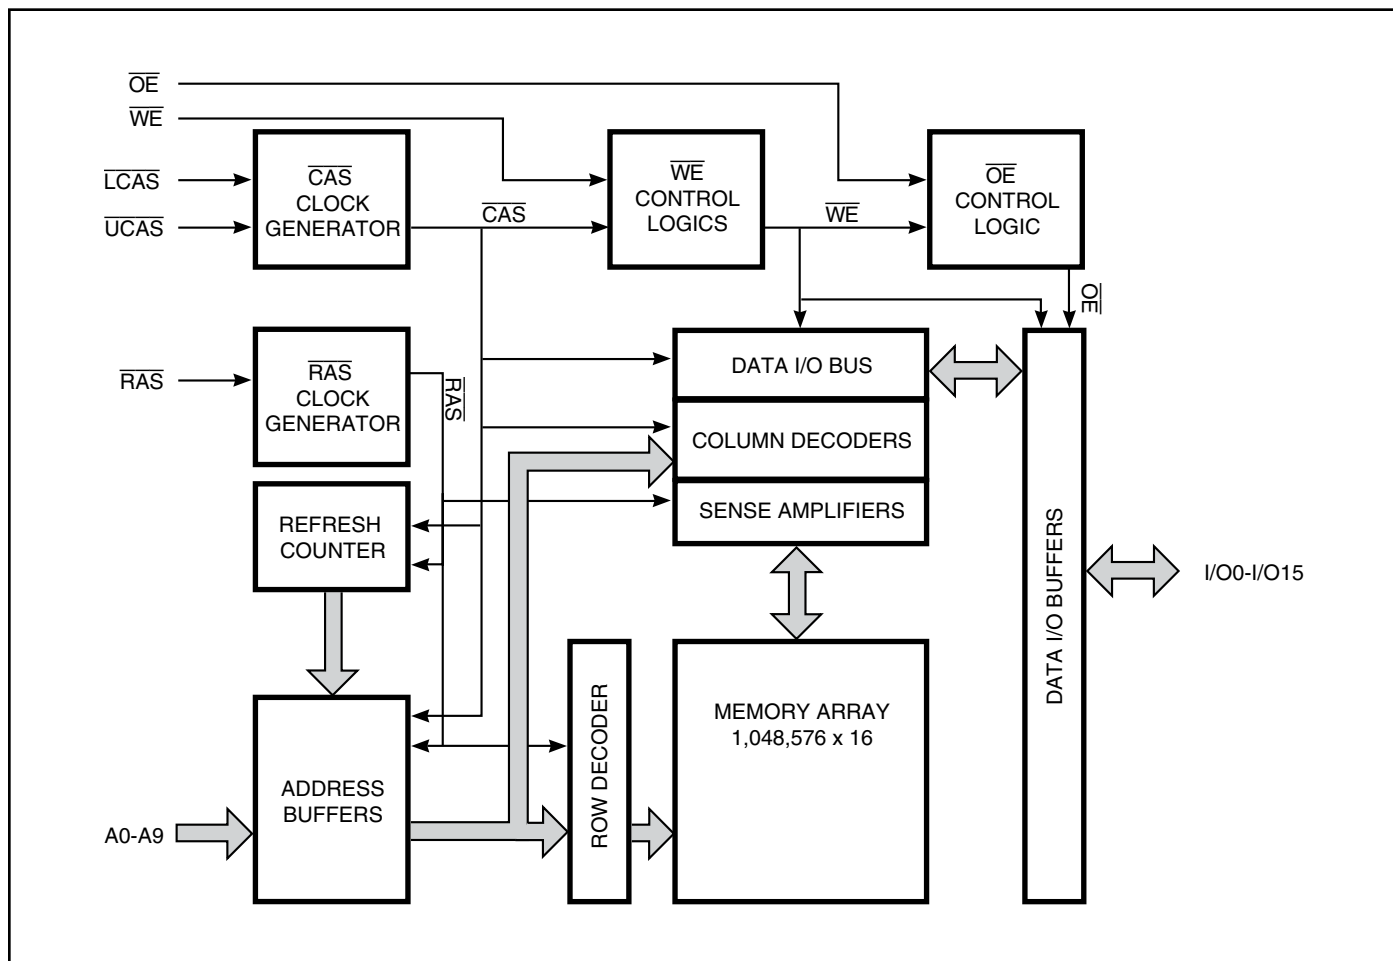 OE
WE
LCAS
UCAS
CAS
CLOCK
GENERATOR
CAS
WE
CONTROL
LOGICS
WE
OE
CONTROL
LOGIC
OE
RAS
RAS
CLOCK
GENERATOR
RAS
DATA I/O BUS
COLUMN DECODERS
SENSE AMPLIFIERS
REFRESH
COUNTER
DATA I/O BUFFERS
I/O0-I/O15
MEMORY ARRAY
1,048,576 x 16
ROW DECODER
ADDRESS
BUFFERS
A0-A9